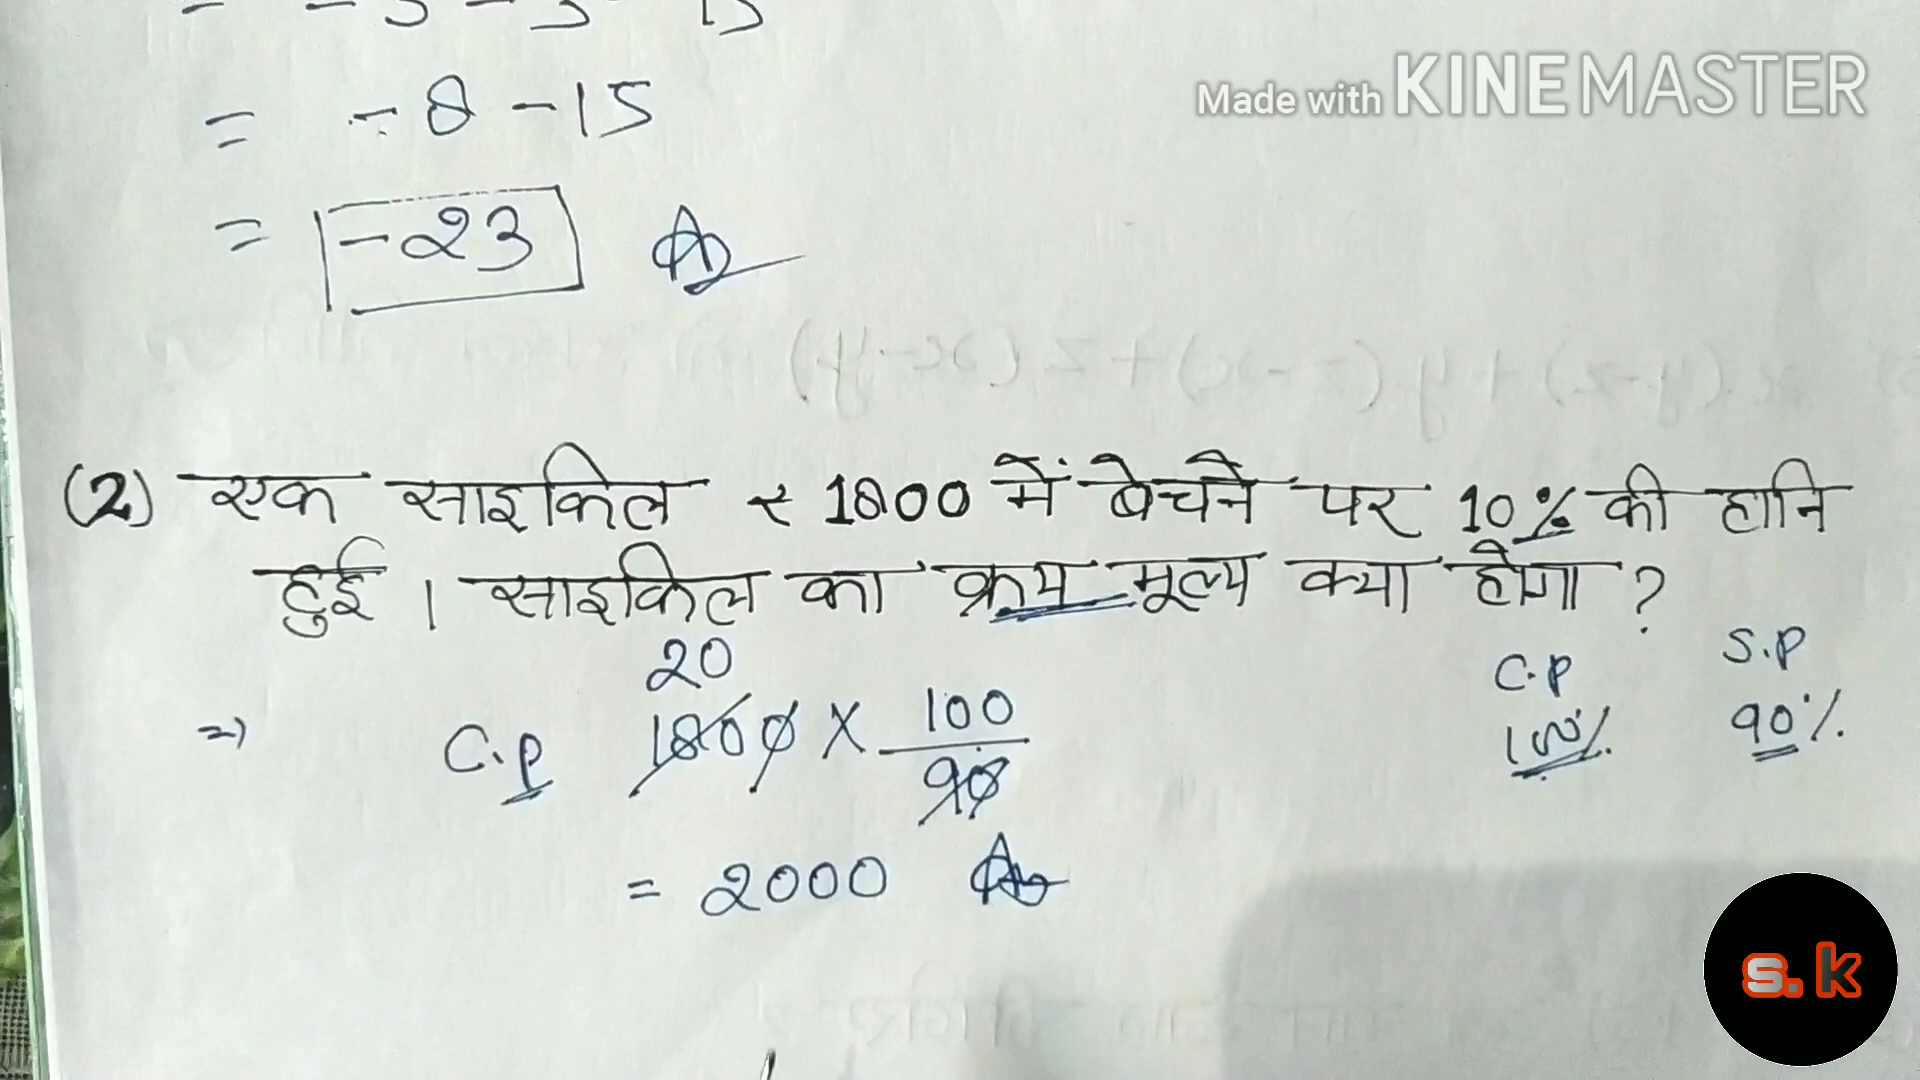 Made with KINEMASTER
= - 8 - 15
= -23 Ans
(2) एक साइकिल ₹ 1800 में बेचने पर 10% की हानि
हुई । साइकिल का क्रय मूल्य क्या होगा ?
C.P S.P
100% 90%
20
=> C.P 1800 X 100
90
= 2000 Ans
s.k